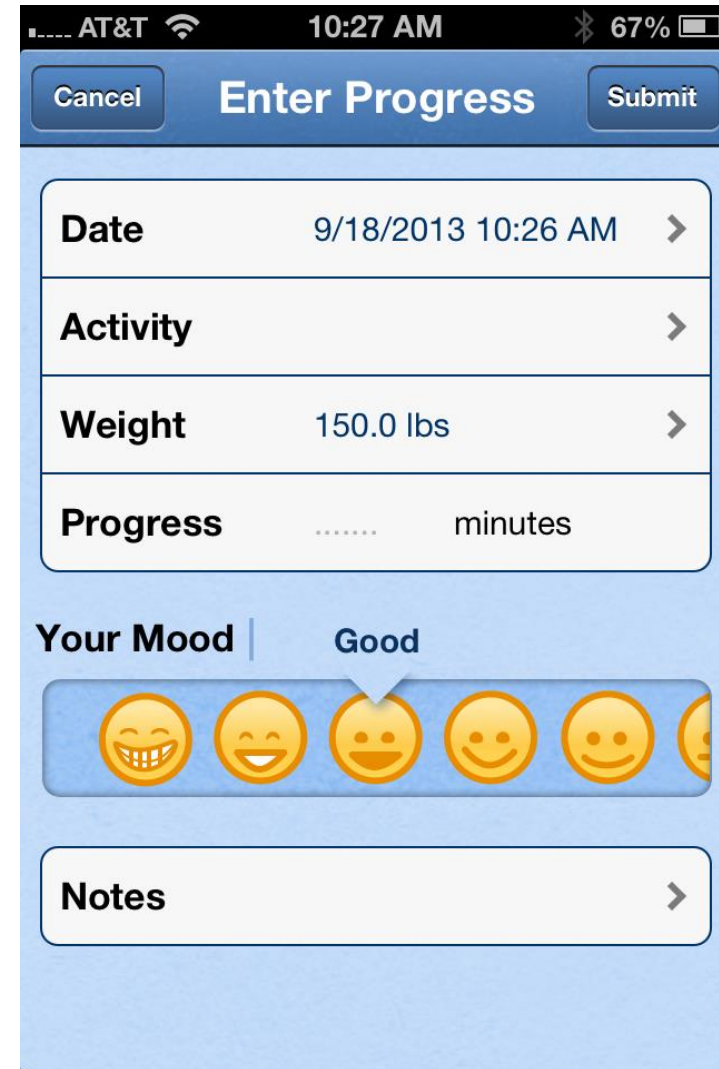 AT&T 10:27 AM 67%
Cancel Enter Progress Submit
Date 9/18/2013 10:26 AM
Activity
Weight 150.0 lbs
Progress ....... minutes
Your Mood Good
Notes